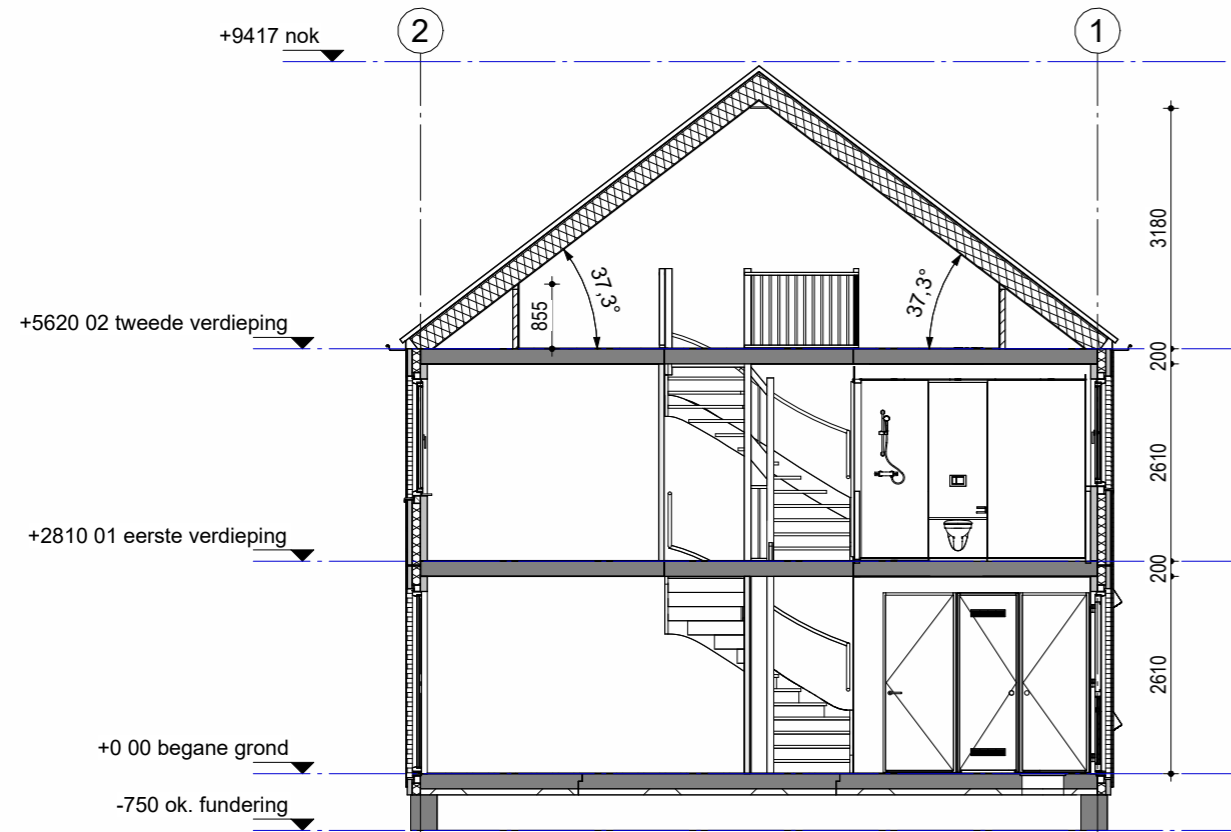 +9417 nok
2
1
3180
37,3°
37,3°
855
+5620 02 tweede verdieping
200
2610
+2810 01 eerste verdieping
200
2610
+0 00 begane grond
-750 ok. fundering